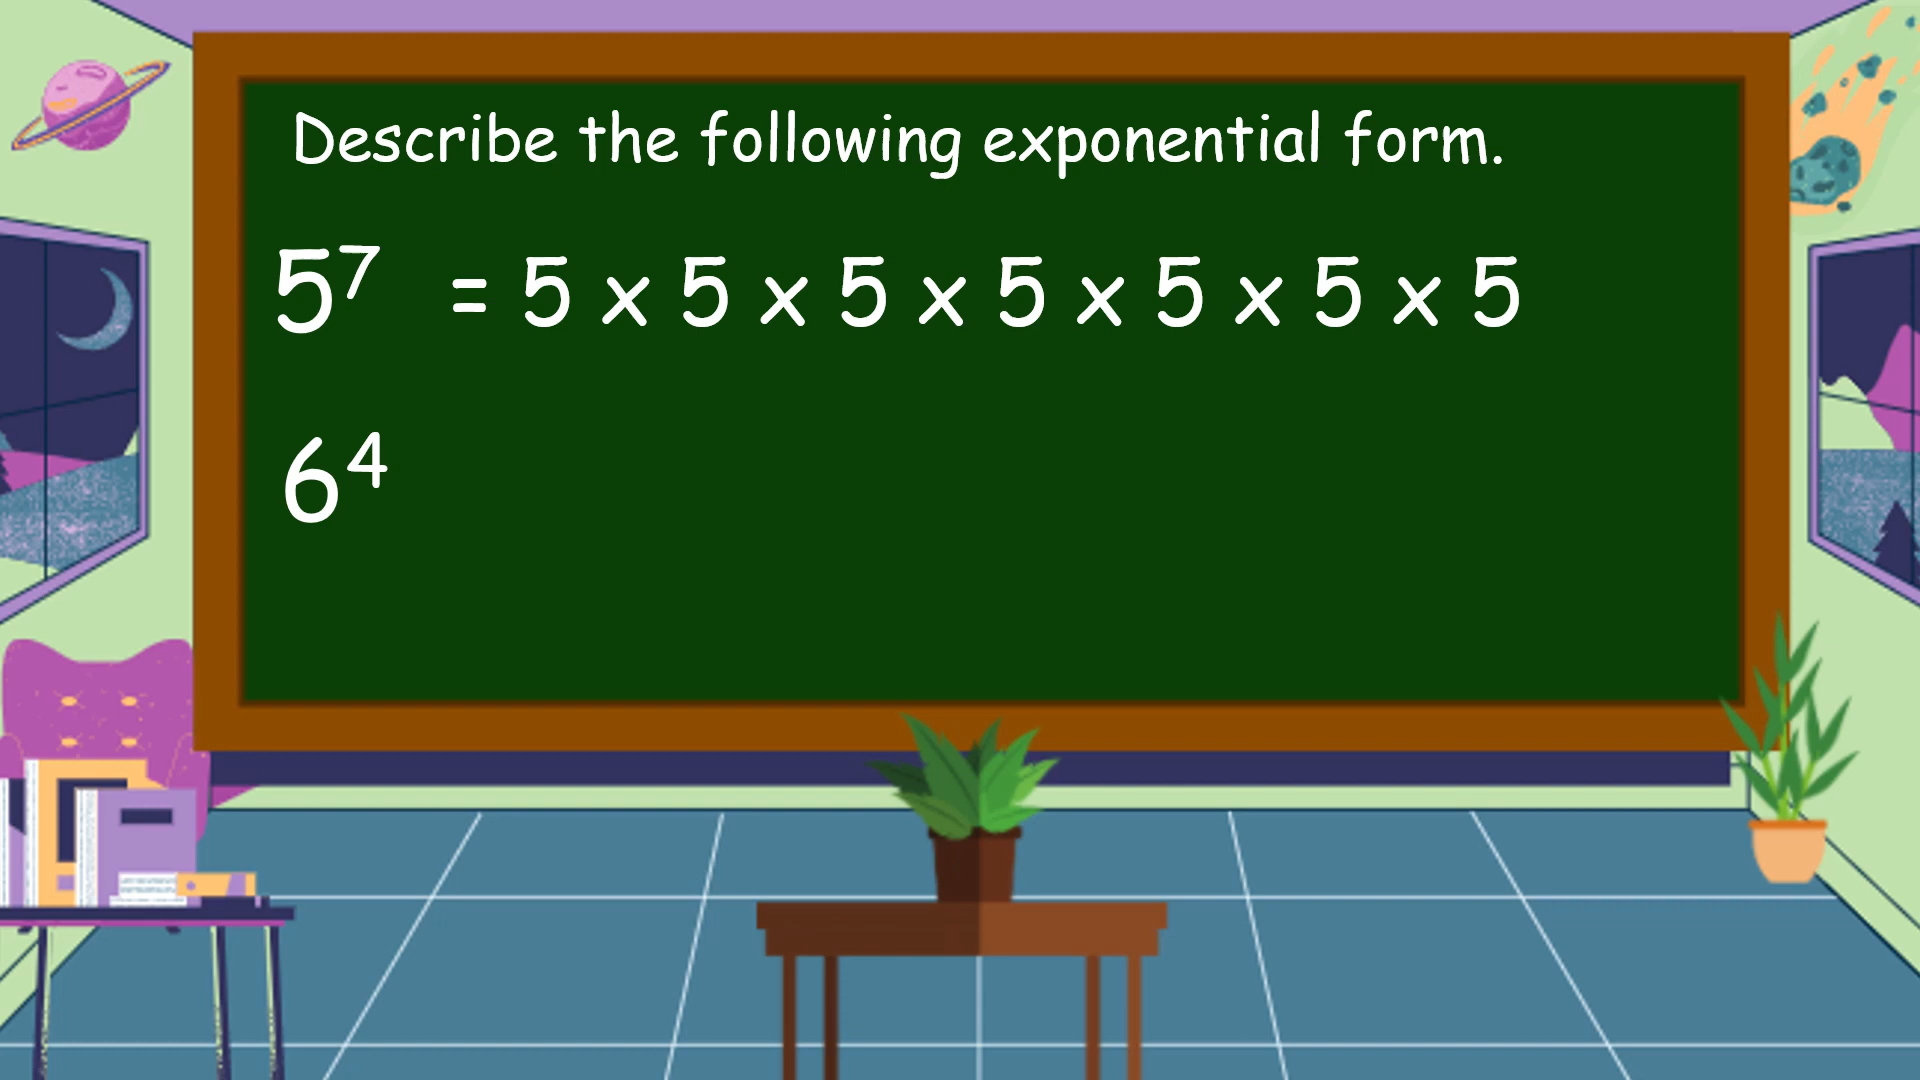 Describe the following exponential form.
5⁷ = 5 x 5 x 5 x 5 x 5 x 5 x 5
6⁴